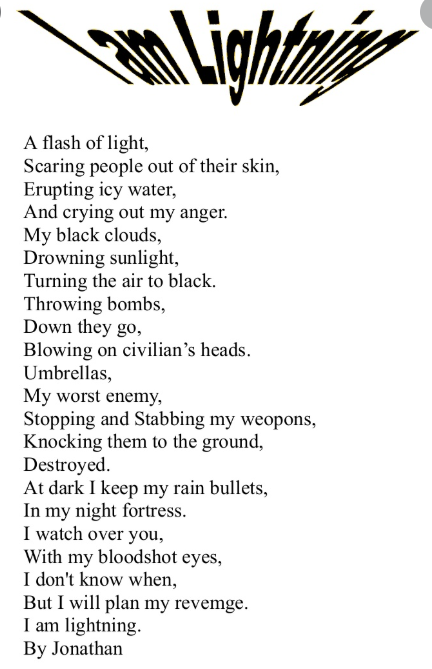 I am Lightning
A flash of light,
Scaring people out of their skin,
Erupting icy water,
And crying out my anger.
My black clouds,
Drowning sunlight,
Turning the air to black.
Throwing bombs,
Down they go,
Blowing on civilian’s heads.
Umbrellas,
My worst enemy,
Stopping and Stabbing my weopons,
Knocking them to the ground,
Destroyed.
At dark I keep my rain bullets,
In my night fortress.
I watch over you,
With my bloodshot eyes,
I don't know when,
But I will plan my revemge.
I am lightning.
By Jonathan